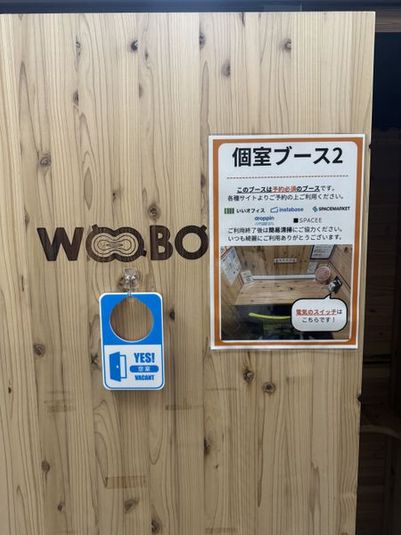 WOOBO
個室ブース2
このブースは予約必須のブースです。
各種サイトよりご予約の上ご利用ください。
いいオフィス instabase SPACEMARKET
droppin SPACEE
ご利用終了後は簡易清掃にご協力ください。
いつも綺麗にご利用ありがとうございます。
電気のスイッチは
こちらです！
YES!
空室
VACANT